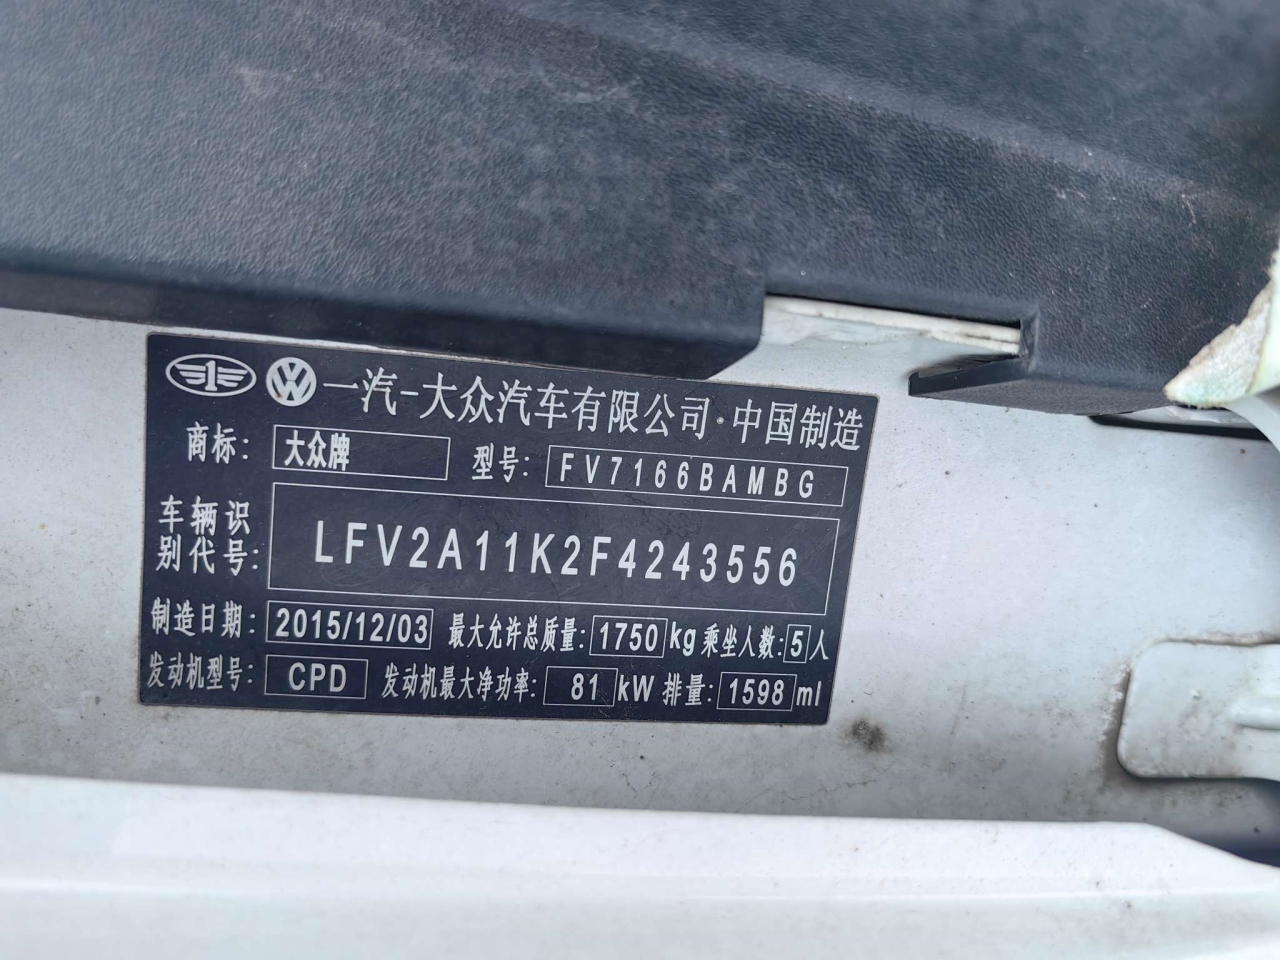 一汽-大众汽车有限公司·中国制造
商标: 大众牌 型号: FV7166BAMBG
车辆识别代号: LFV2A11K2F4243556
制造日期: 2015/12/03 最大允许总质量: 1750 kg 乘坐人数: 5 人
发动机型号: CPD 发动机最大净功率: 81 kW 排量: 1598 ml